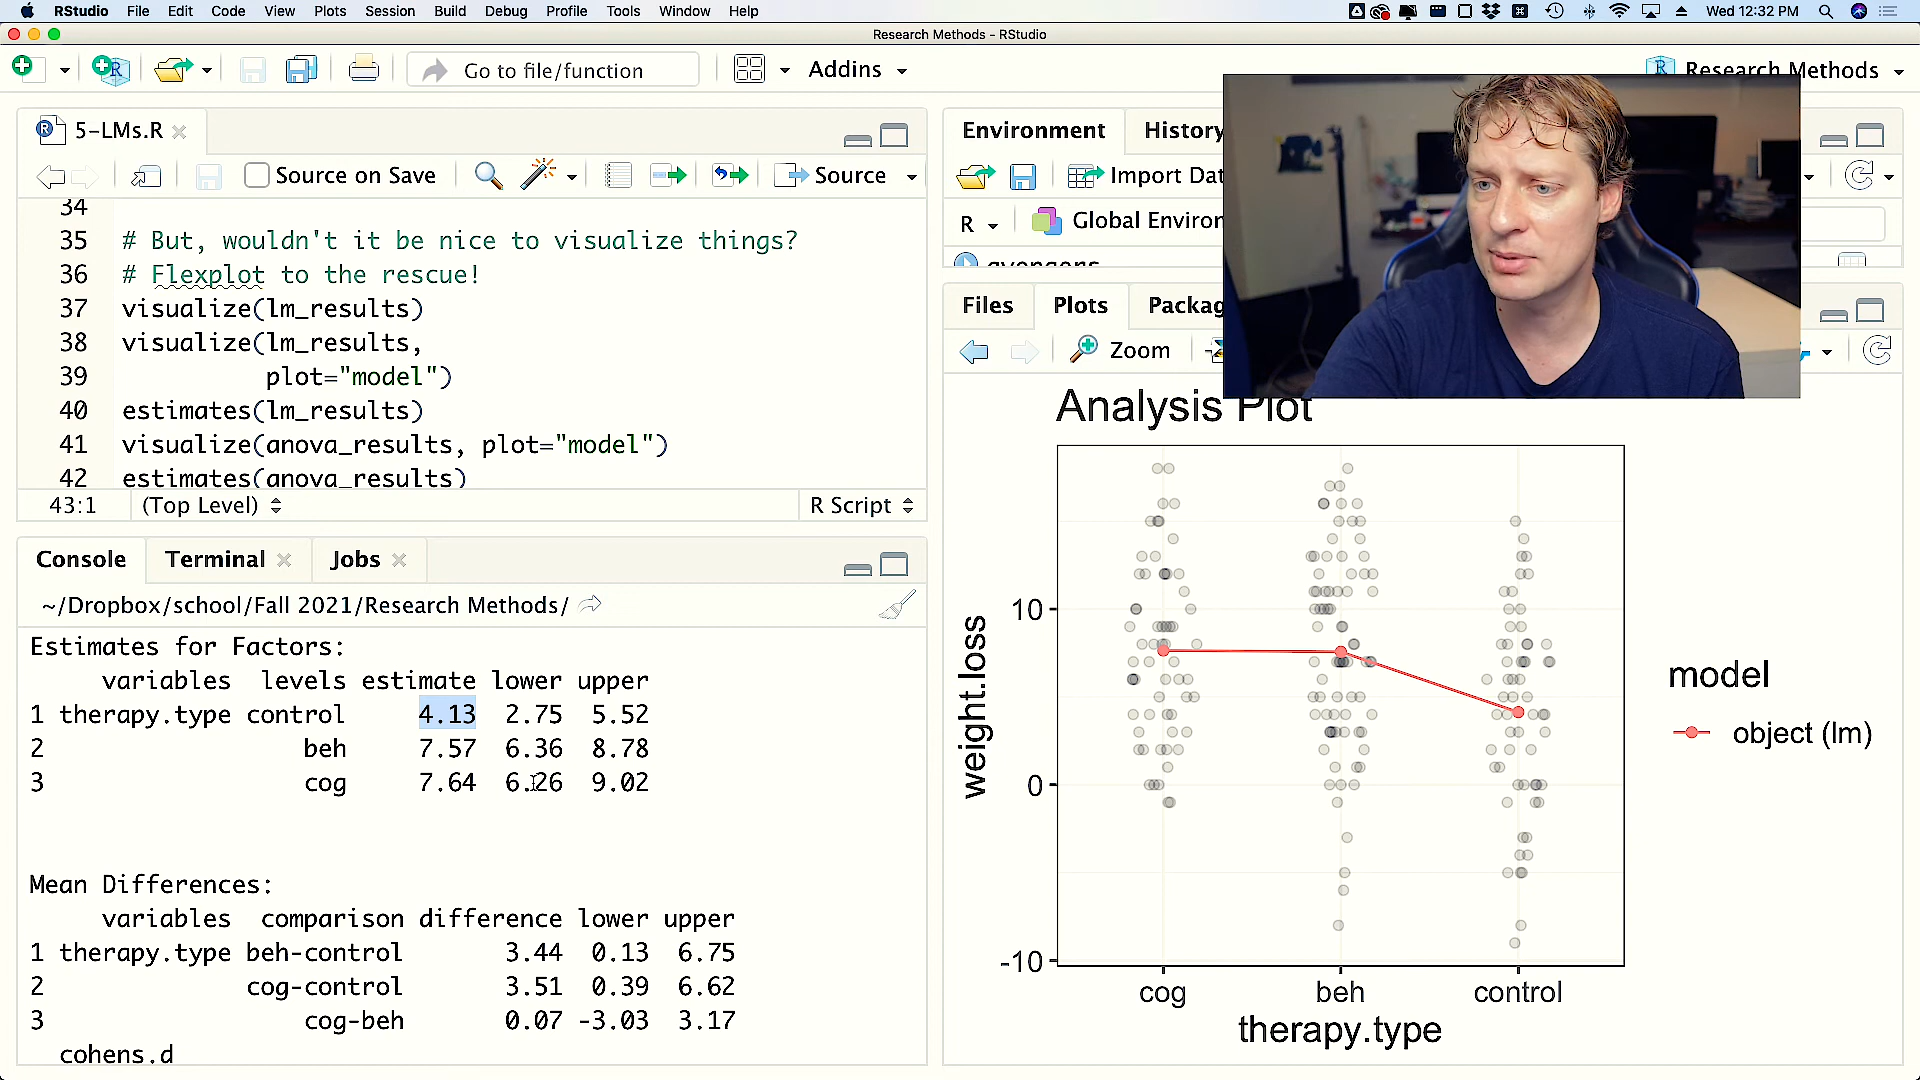 RStudio File Edit Code View Plots Session Build Debug Profile Tools Window Help Wed 12:32 PM
Research Methods - RStudio
Go to file/function Addins Research Methods
5-LMs.R
Source on Save Source
34
35 # But, wouldn't it be nice to visualize things?
36 # Flexplot to the rescue!
37 visualize(lm_results)
38 visualize(lm_results,
39 plot="model")
40 estimates(lm_results)
41 visualize(anova_results, plot="model")
42 estimates(anova_results)
43:1 (Top Level) R Script
Console Terminal Jobs
~/Dropbox/school/Fall 2021/Research Methods/
Estimates for Factors:
variables levels estimate lower upper
1 therapy.type control 4.13 2.75 5.52
2 beh 7.57 6.36 8.78
3 cog 7.64 6.26 9.02
Mean Differences:
variables comparison difference lower upper
1 therapy.type beh-control 3.44 0.13 6.75
2 cog-control 3.51 0.39 6.62
3 cog-beh 0.07 -3.03 3.17
cohens.d
Environment History
Import Dat
R Global Environ
avengers
Files Plots Packag
Zoom
Analysis Plot
weight.loss
10
0
-10
cog beh control
therapy.type
model
object (lm)